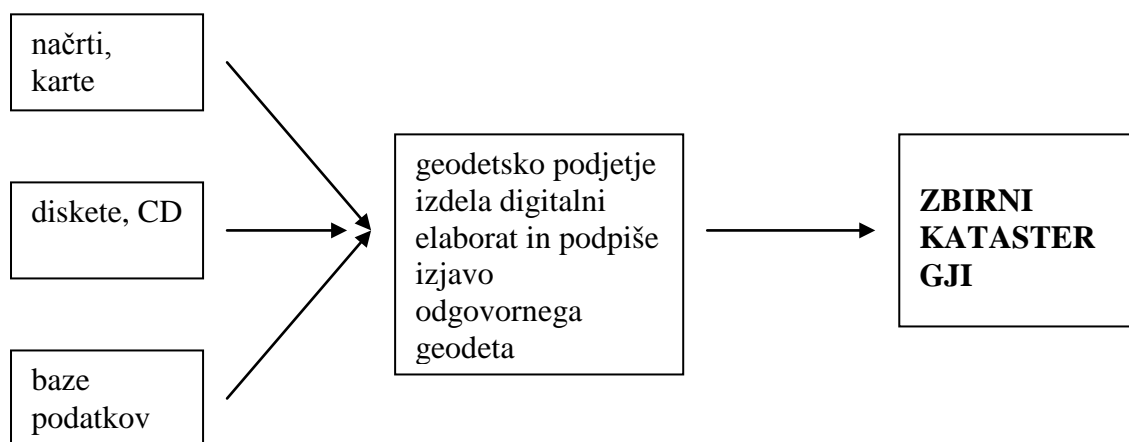 načrti,
karte
diskete, CD
baze
podatkov
geodetsko podjetje
izdela digitalni
elaborat in podpiše
izjavo
odgovornega
geodeta
ZBIRNI
KATASTER
GJI